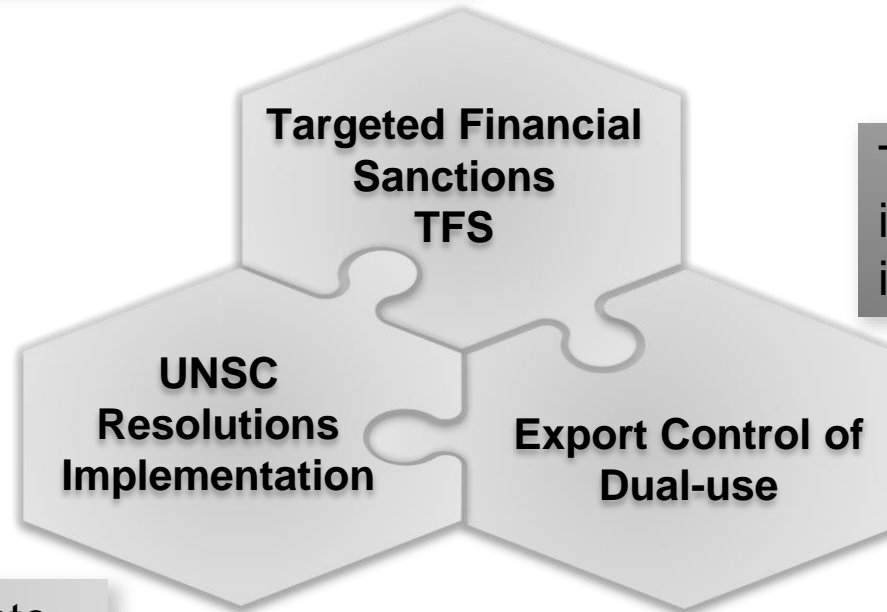 Targeted Financial
Sanctions
TFS
UNSC
Resolutions
Implementation
Export Control of
Dual-use